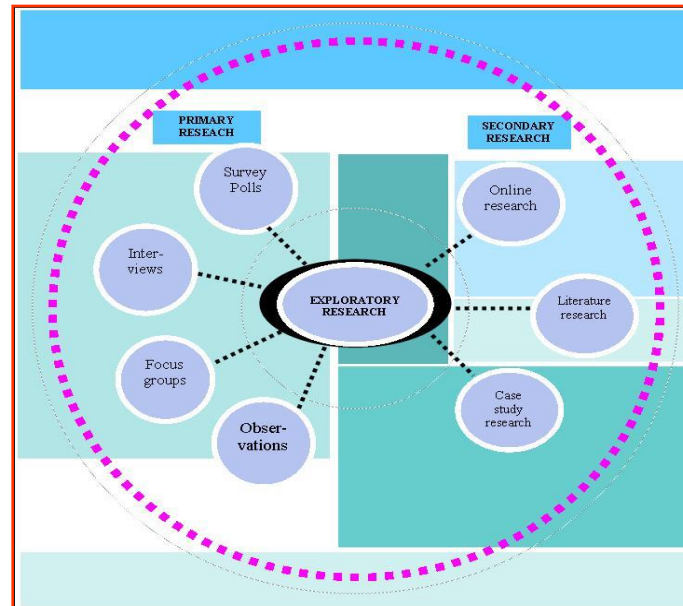 PRIMARY
RESEACH
SECONDARY
RESEARCH
Survey
Polls
Online
research
Inter-
views
EXPLORATORY
RESEARCH
Literature
research
Focus
groups
Case
study
research
Obser-
vations